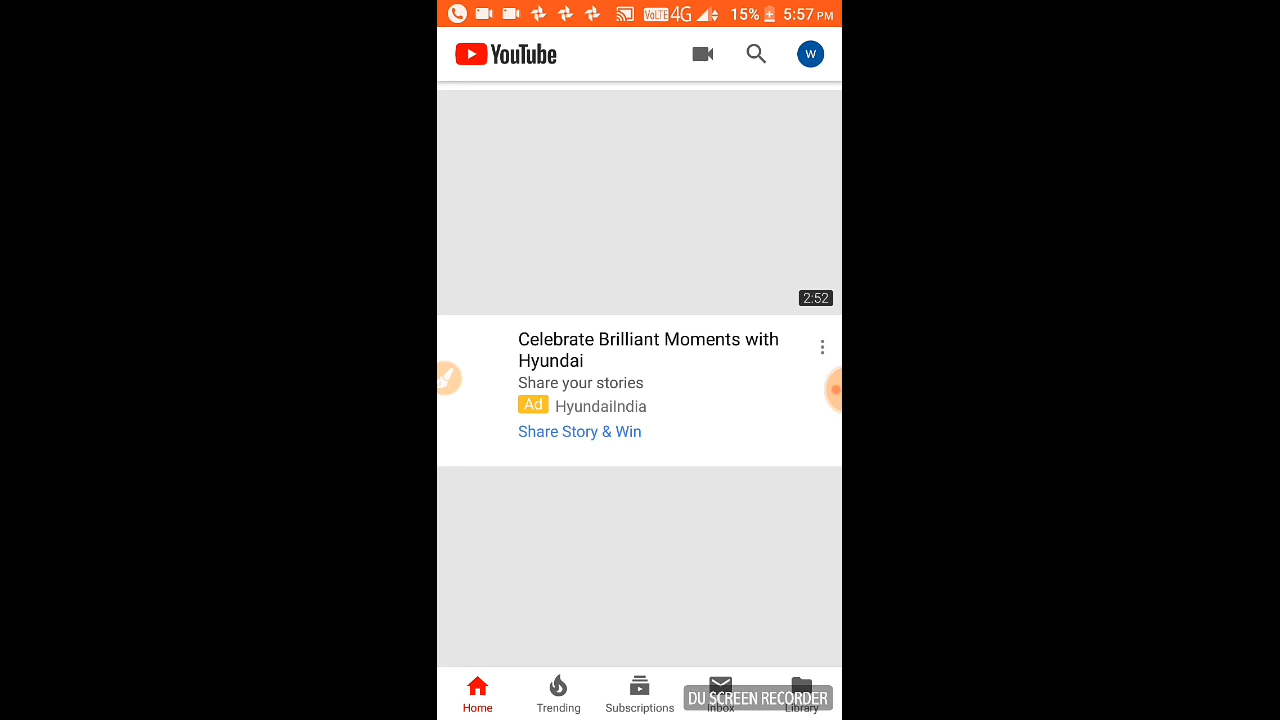 VoLTE 4G 15% 5:57 PM
YouTube
W
2:52
Celebrate Brilliant Moments with
Hyundai
Share your stories
Ad HyundaiIndia
Share Story & Win
DU SCREEN RECORDER
Home Trending Subscriptions Inbox Library